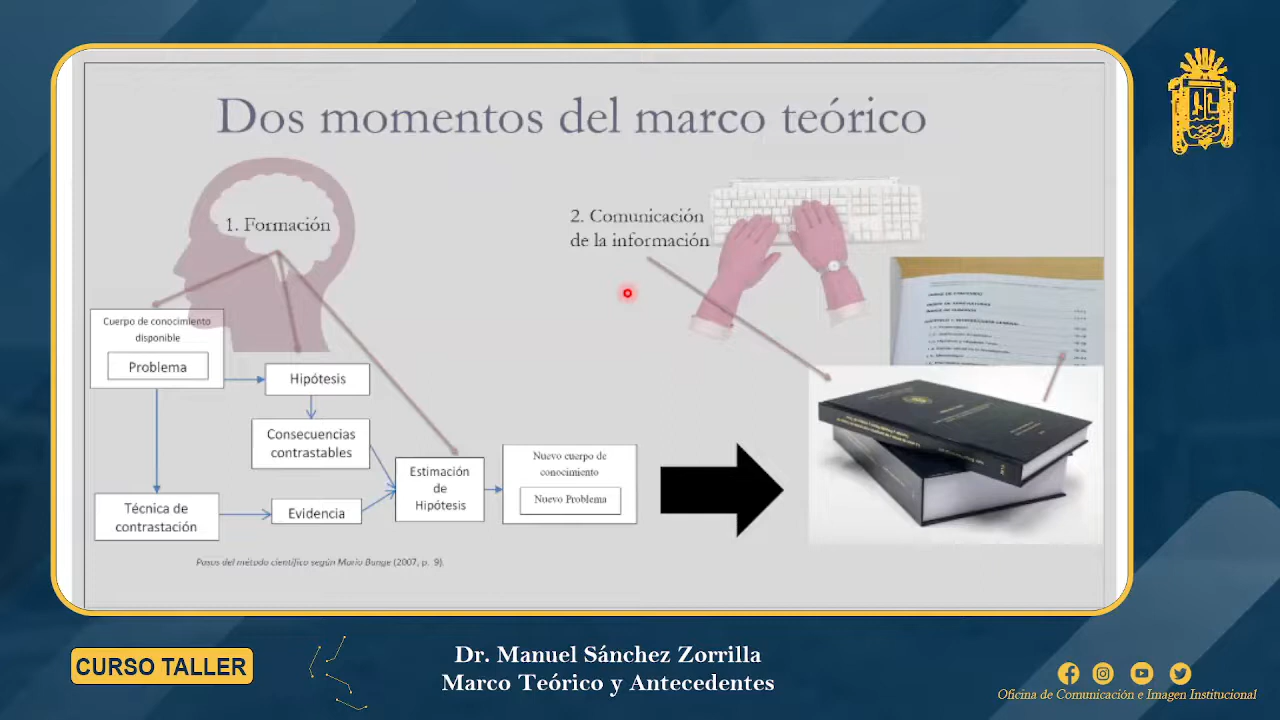 Dos momentos del marco teórico
1. Formación
2. Comunicación
de la información
Cuerpo de conocimiento
disponible
Problema
Hipótesis
Consecuencias
contrastables
Técnica de
contrastación
Evidencia
Estimación
de
Hipótesis
Nuevo cuerpo de
conocimiento
Nuevo Problema
Pasos del método científico según Mario Bunge (2007, p. 9).
CURSO TALLER
Dr. Manuel Sánchez Zorrilla
Marco Teórico y Antecedentes
Oficina de Comunicación e Imagen Institucional